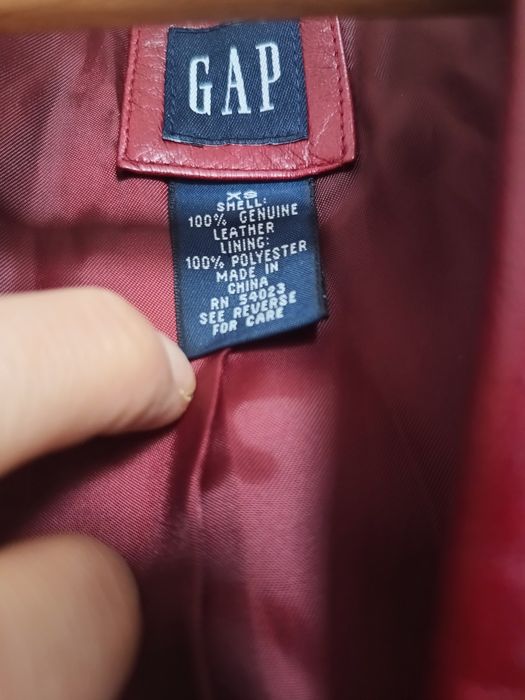 GAP
XS
SHELL:
100% GENUINE
LEATHER
LINING:
100% POLYESTER
MADE IN
CHINA
RN 54023
SEE REVERSE
FOR CARE